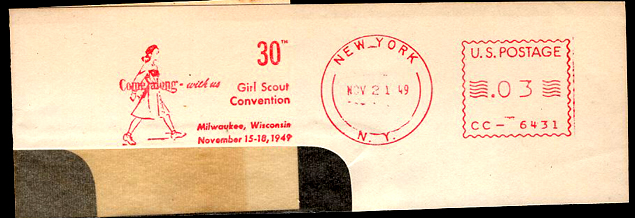 30TH
Come along - with us
Girl Scout
Convention
Milwaukee, Wisconsin
November 15-18, 1949
NEW YORK
NOV 21 49
N. Y.
U.S. POSTAGE
.03
CC- 6431